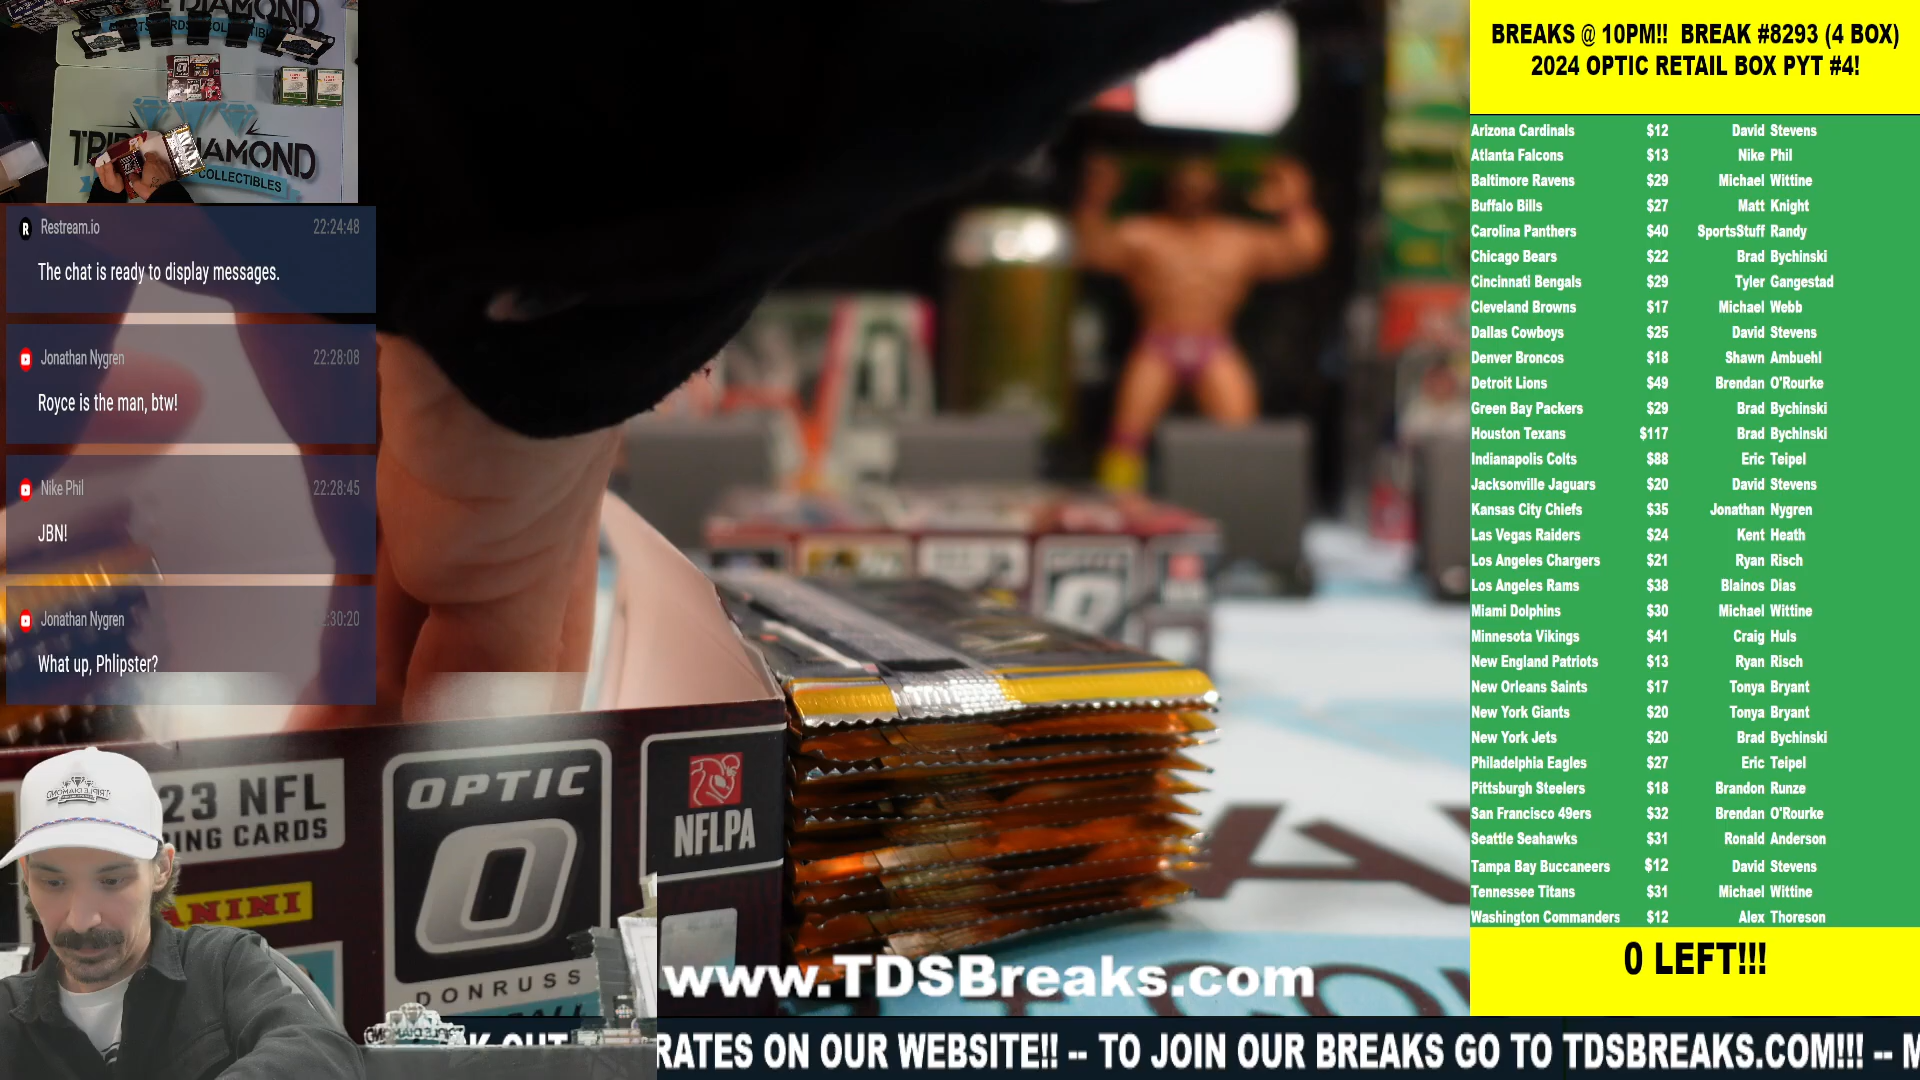 BREAKS @ 10PM!! BREAK #8293 (4 BOX)
2024 OPTIC RETAIL BOX PYT #4!
Arizona Cardinals $12 David Stevens
Atlanta Falcons $13 Nike Phil
Baltimore Ravens $29 Michael Wittine
Buffalo Bills $27 Matt Knight
Carolina Panthers $40 SportsStuff Randy
Chicago Bears $22 Brad Bychinski
Cincinnati Bengals $29 Tyler Gangestad
Cleveland Browns $17 Michael Webb
Dallas Cowboys $25 David Stevens
Denver Broncos $18 Shawn Ambuehl
Detroit Lions $49 Brendan O'Rourke
Green Bay Packers $29 Brad Bychinski
Houston Texans $117 Brad Bychinski
Indianapolis Colts $88 Eric Teipel
Jacksonville Jaguars $20 David Stevens
Kansas City Chiefs $35 Jonathan Nygren
Las Vegas Raiders $24 Kent Heath
Los Angeles Chargers $21 Ryan Risch
Los Angeles Rams $38 Blainos Dias
Miami Dolphins $30 Michael Wittine
Minnesota Vikings $41 Craig Huls
New England Patriots $13 Ryan Risch
New Orleans Saints $17 Tonya Bryant
New York Giants $20 Tonya Bryant
New York Jets $20 Brad Bychinski
Philadelphia Eagles $27 Eric Teipel
Pittsburgh Steelers $18 Brandon Runze
San Francisco 49ers $32 Brendan O'Rourke
Seattle Seahawks $31 Ronald Anderson
Tampa Bay Buccaneers $12 David Stevens
Tennessee Titans $31 Michael Wittine
Washington Commanders $12 Alex Thoreson
0 LEFT!!!
DIAMOND
AMOND
COLLECTIBLES
Restream.io 22:24:48
The chat is ready to display messages.
Jonathan Nygren 22:28:08
Royce is the man, btw!
Nike Phil 22:28:45
JBN!
Jonathan Nygren :30:20
What up, Phlipster?
23 NFL
ING CARDS
ANINI
OPTIC
DONRUSS
NFLPA
www.TDSBreaks.com
RATES ON OUR WEBSITE!! -- TO JOIN OUR BREAKS GO TO TDSBREAKS.COM!!! -- M